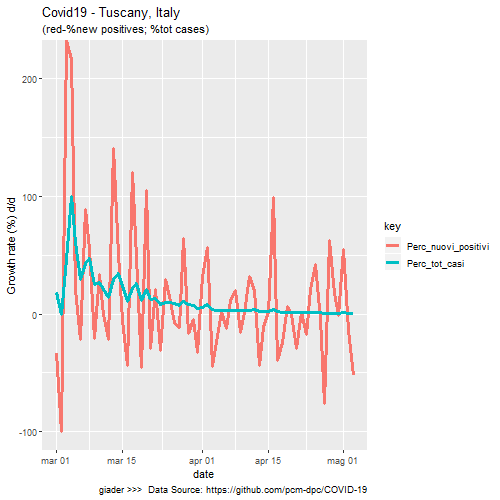 Covid19 - Tuscany, Italy
(red-%new positives; %tot cases)
Growth rate (%) d/d
200
100
0
-100
mar 01
mar 15
apr 01
apr 15
mag 01
date
key
Perc_nuovi_positivi
Perc_tot_casi
giader >>> Data Source: https://github.com/pcm-dpc/COVID-19